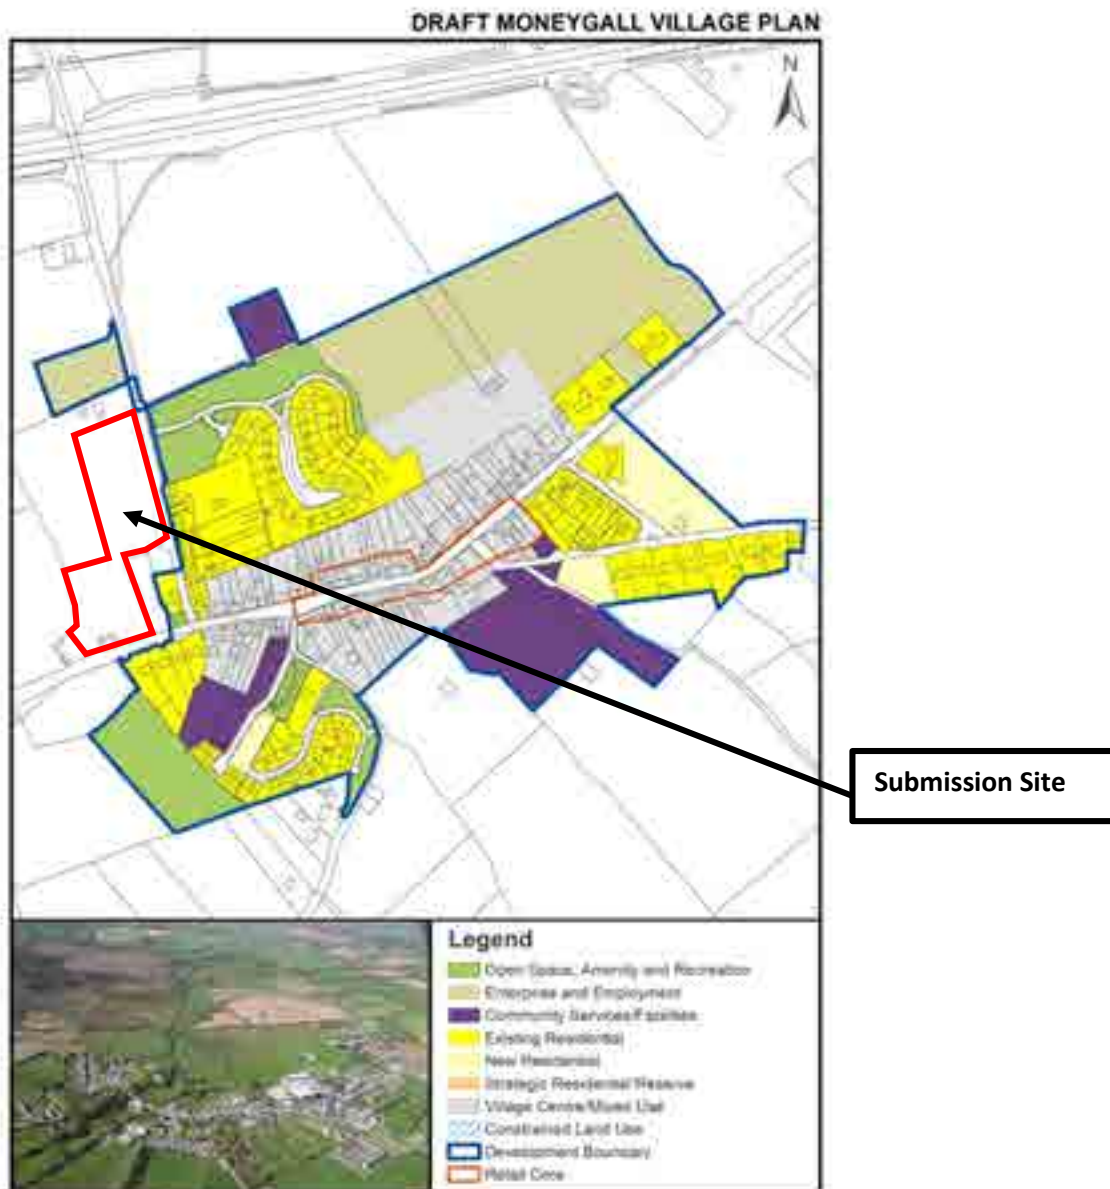 DRAFT MONEYGALL VILLAGE PLAN
N
Submission Site
Legend
Open Space, Amenity and Recreation
Enterprise and Employment
Community Services/Facilities
Existing Residential
New Residential
Strategic Residential Reserve
Village Centre/Mixed Use
Constrained Land Use
Development Boundary
Retail Core